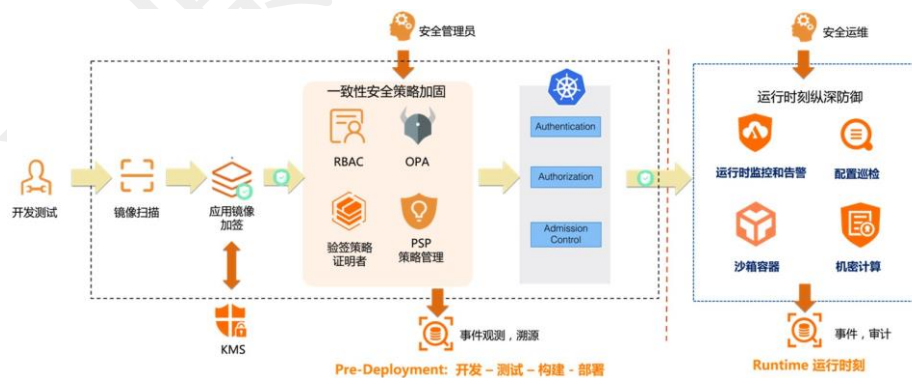 安全管理员
安全运维
一致性安全策略加固
RBAC
OPA
验签策略
证明者
PSP
策略管理
Authentication
Authorization
Admission
Control
运行时刻纵深防御
运行时监控和告警
配置巡检
沙箱容器
机密计算
开发测试
镜像扫描
应用镜像
加签
KMS
事件观测，溯源
事件，审计
Pre-Deployment: 开发 – 测试 – 构建 - 部署
Runtime 运行时刻